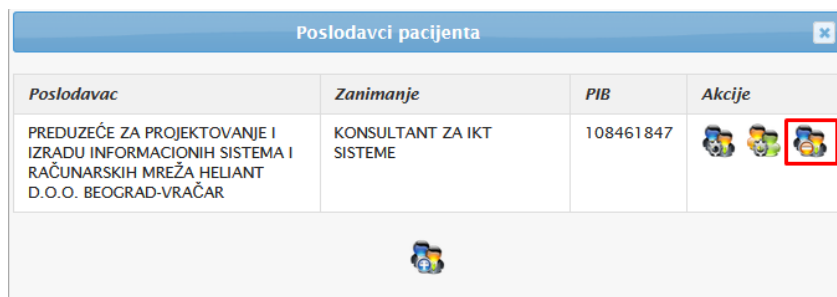 Poslodavci pacijenta
Poslodavac Zanimanje PIB Akcije
PREDUZEĆE ZA PROJEKTOVANJE I KONSULTANT ZA IKT 108461847
IZRADU INFORMACIONIH SISTEMA I SISTEME
RAČUNARSKIH MREŽA HELIANT
D.O.O. BEOGRAD-VRAČAR